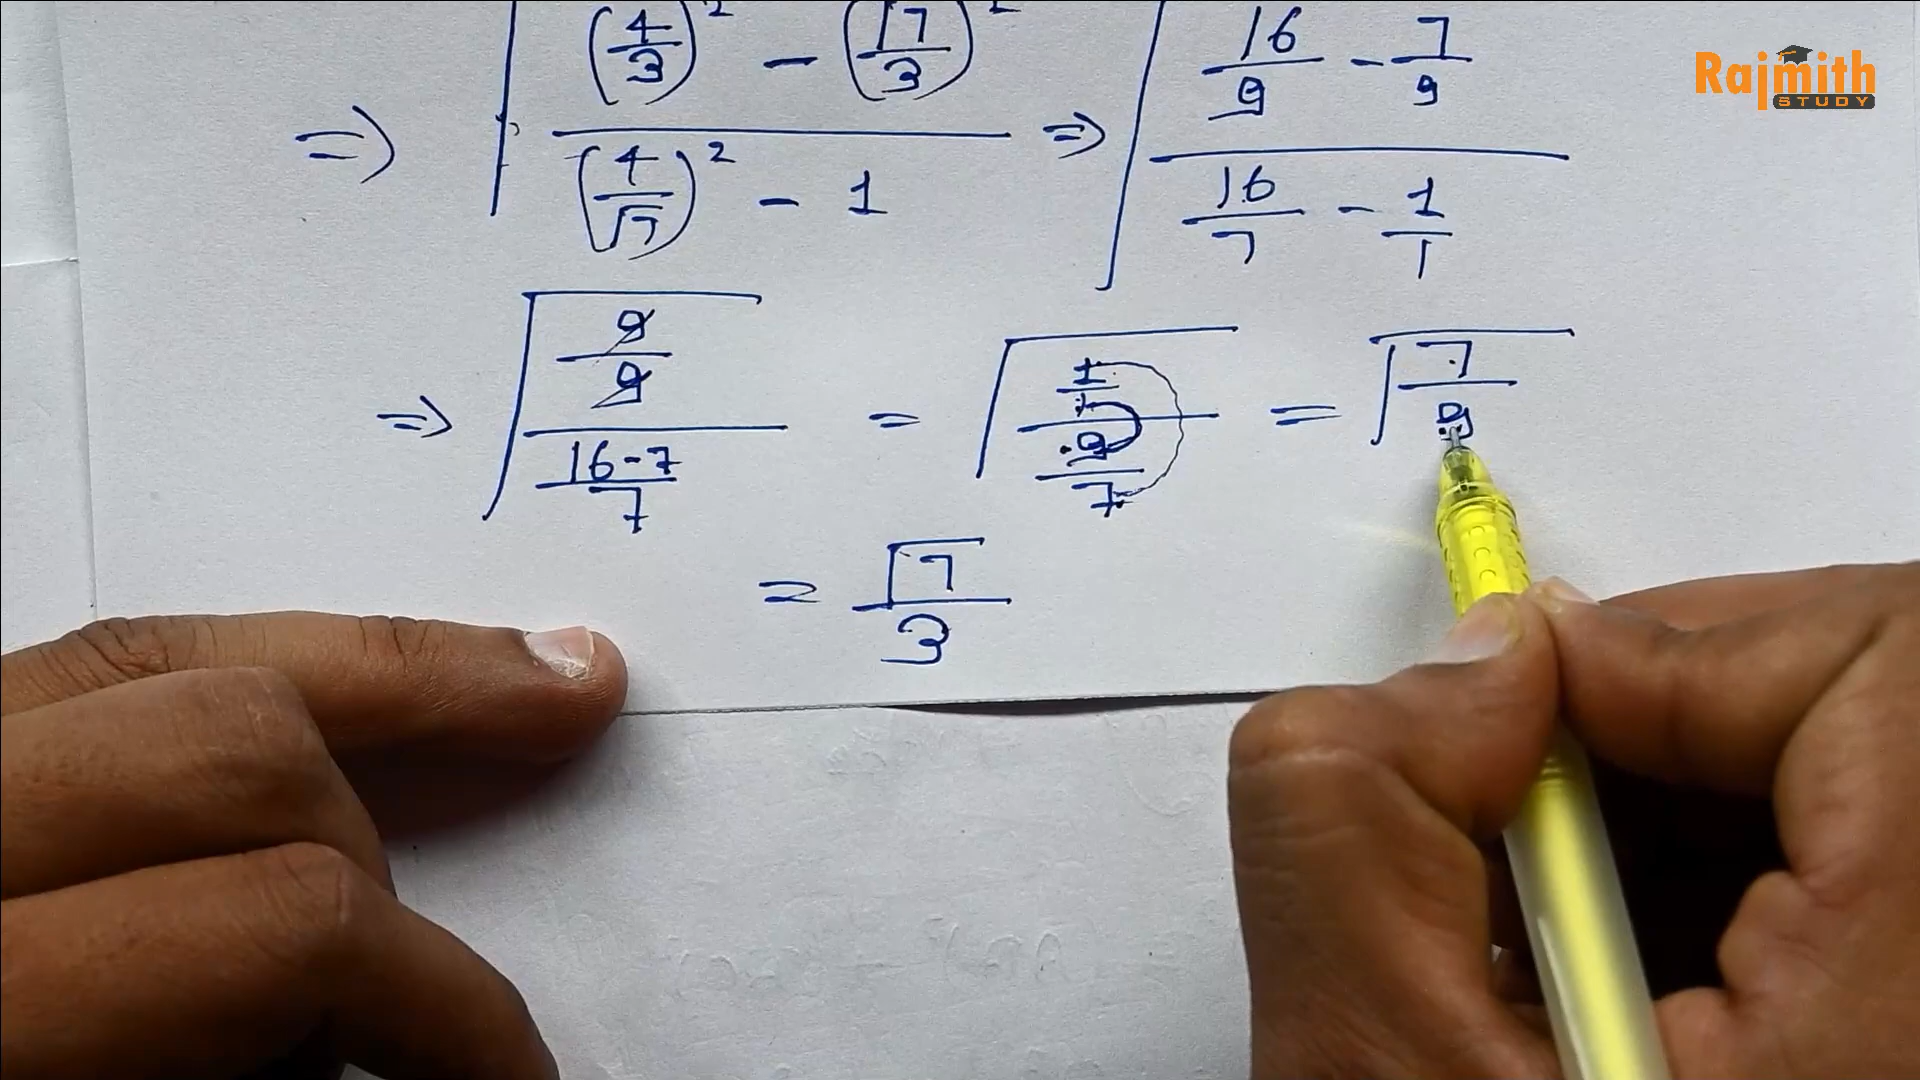 Rajmith
STUDY
⇒ √(((4/3)² - (√7/3)²)/((4/√7)² - 1)) ⇒ √((16/9 - 7/9)/(16/7 - 1/1))
⇒ √((9/9)/((16-7)/7)) = √((1/1)/(9/7)) = √(7/9)
= √7/3